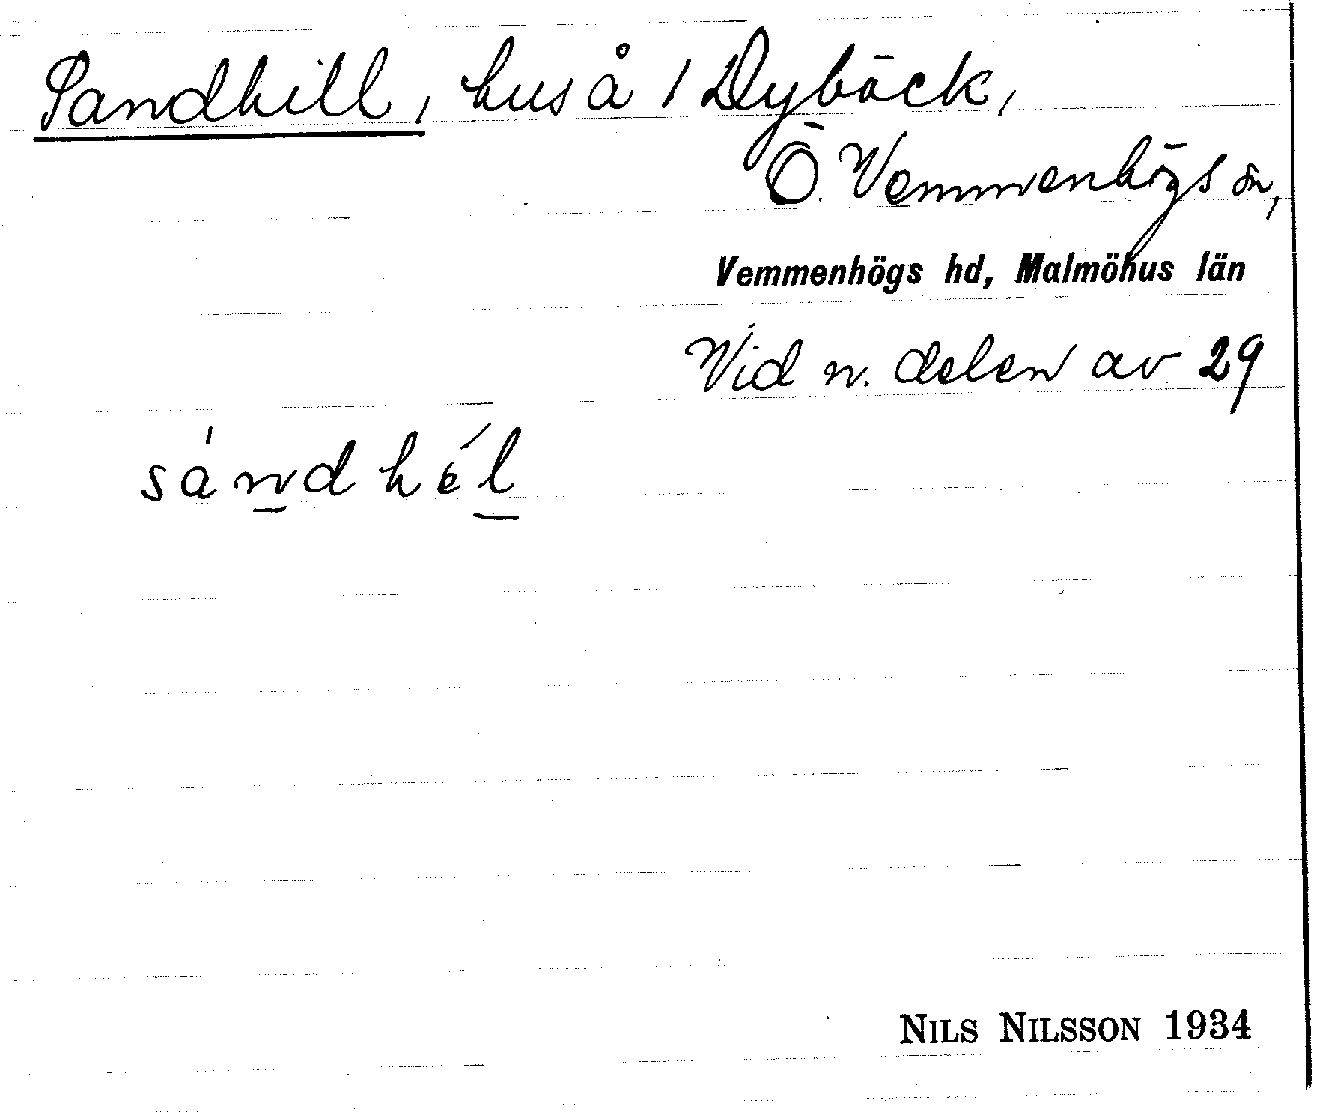 Sandhill, hus å 1 Dybäck,
Ö. Vemmenhögs sn,
Vemmenhögs hd, Malmöhus län
Vid n. delen av 29
sándhél
NILS NILSSON 1934